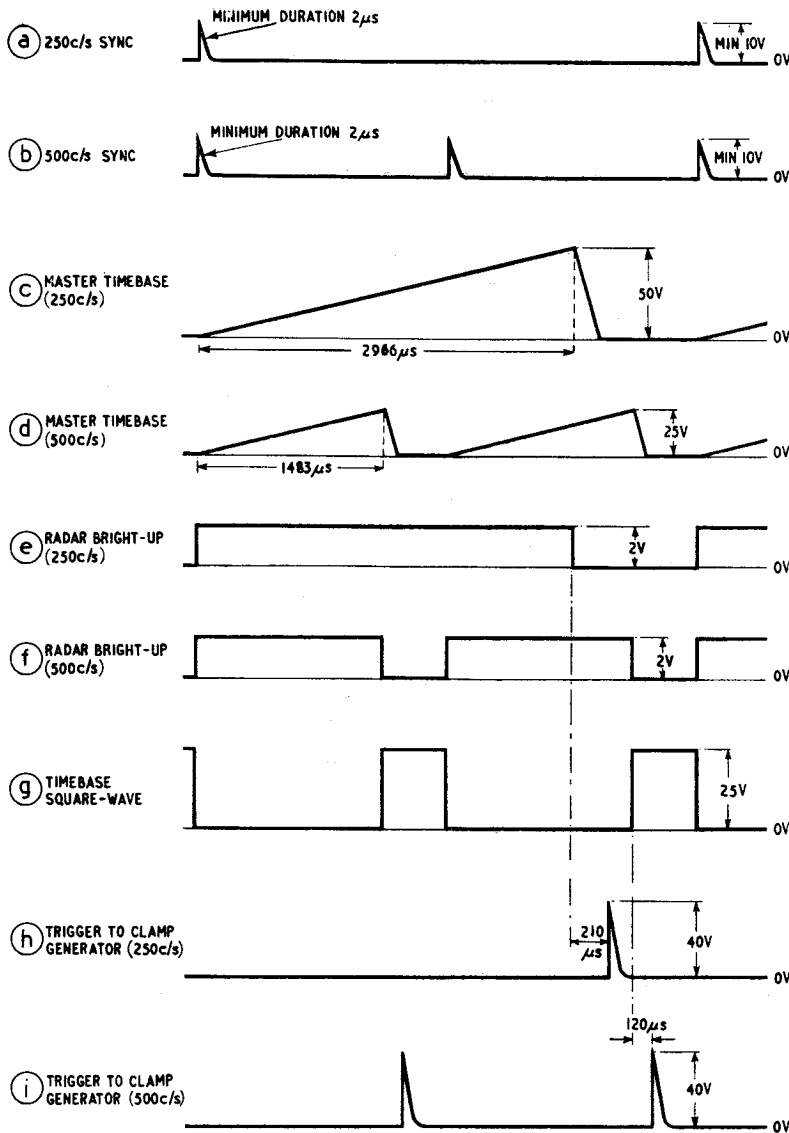 MINIMUM DURATION 2μs
a 250c/s SYNC
MIN 10V
0V
MINIMUM DURATION 2μs
b 500c/s SYNC
MIN 10V
0V
c MASTER TIMEBASE
(250c/s)
50V
0V
2966μs
d MASTER TIMEBASE
(500c/s)
25V
0V
1483μs
e RADAR BRIGHT-UP
(250c/s)
2V
0V
f RADAR BRIGHT-UP
(500c/s)
2V
0V
g TIMEBASE
SQUARE-WAVE
25V
0V
h TRIGGER TO CLAMP
GENERATOR (250c/s)
210
μs
40V
0V
120μs
i TRIGGER TO CLAMP
GENERATOR (500c/s)
40V
0V